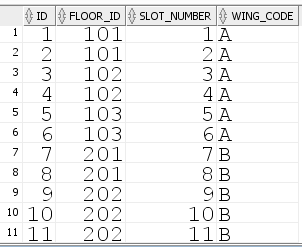 ID FLOOR_ID SLOT_NUMBER WING_CODE
1 1 101 1 A
2 2 101 2 A
3 3 102 3 A
4 4 102 4 A
5 5 103 5 A
6 6 103 6 A
7 7 201 7 B
8 8 201 8 B
9 9 202 9 B
10 10 202 10 B
11 11 202 11 B